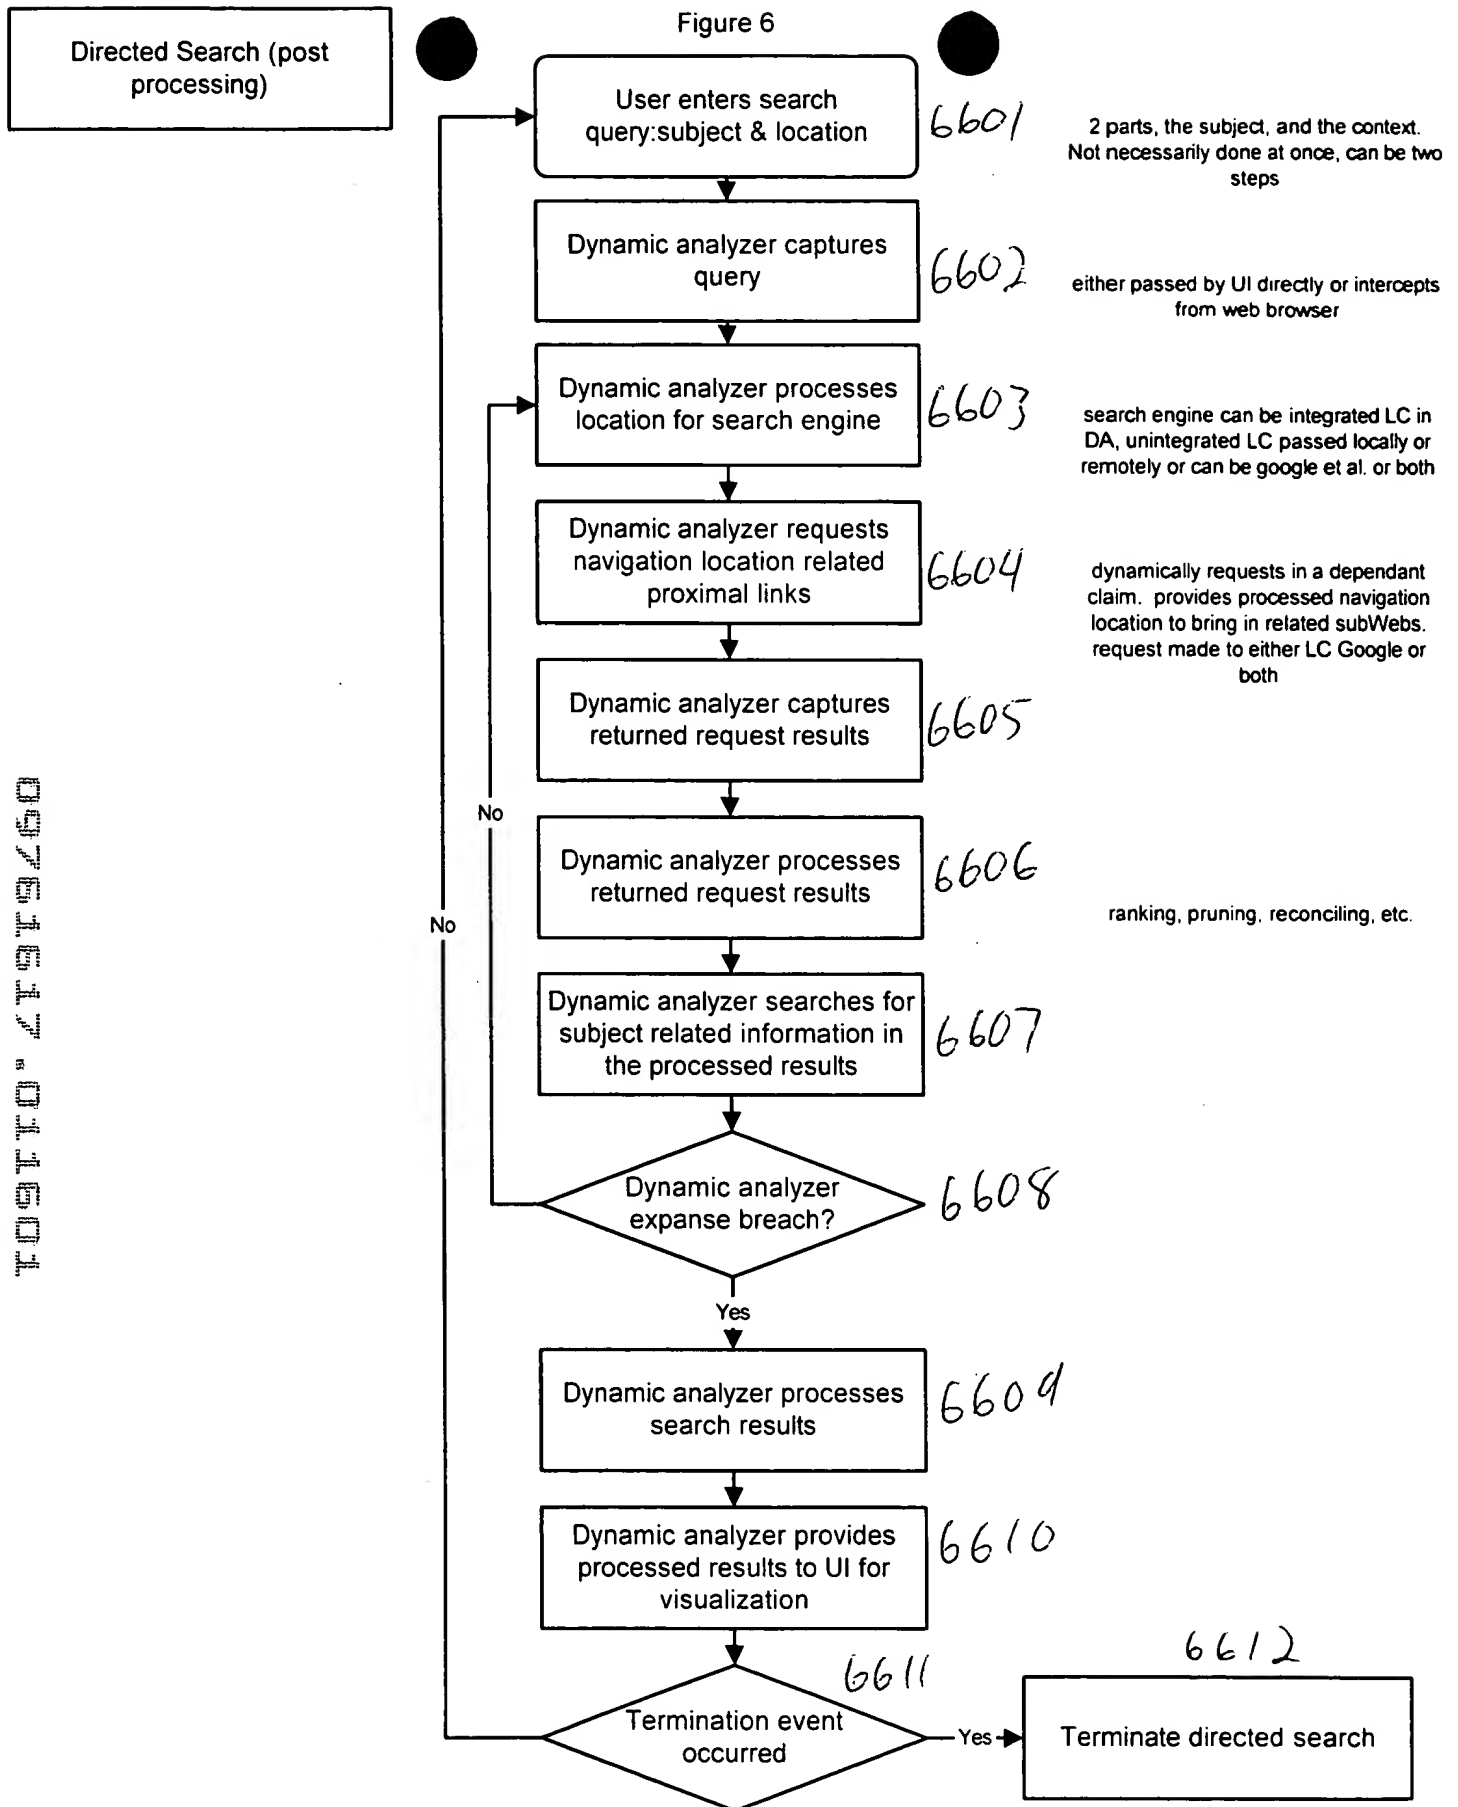 Figure 6
Directed Search (post
processing)
User enters search
query:subject & location
6601
2 parts, the subject, and the context.
Not necessarily done at once, can be two
steps
Dynamic analyzer captures
query
6602
either passed by UI directly or intercepts
from web browser
Dynamic analyzer processes
location for search engine
6603
search engine can be integrated LC in
DA, unintegrated LC passed locally or
remotely or can be google et al. or both
Dynamic analyzer requests
navigation location related
proximal links
6604
dynamically requests in a dependant
claim. provides processed navigation
location to bring in related subWebs.
request made to either LC Google or
both
Dynamic analyzer captures
returned request results
6605
No
Dynamic analyzer processes
returned request results
6606
ranking, pruning, reconciling, etc.
No
Dynamic analyzer searches for
subject related information in
the processed results
6607
Dynamic analyzer
expanse breach?
6608
Yes
Dynamic analyzer processes
search results
6609
Dynamic analyzer provides
processed results to UI for
visualization
6610
6611
6612
Termination event
occurred
Yes
Terminate directed search
09761617.011601